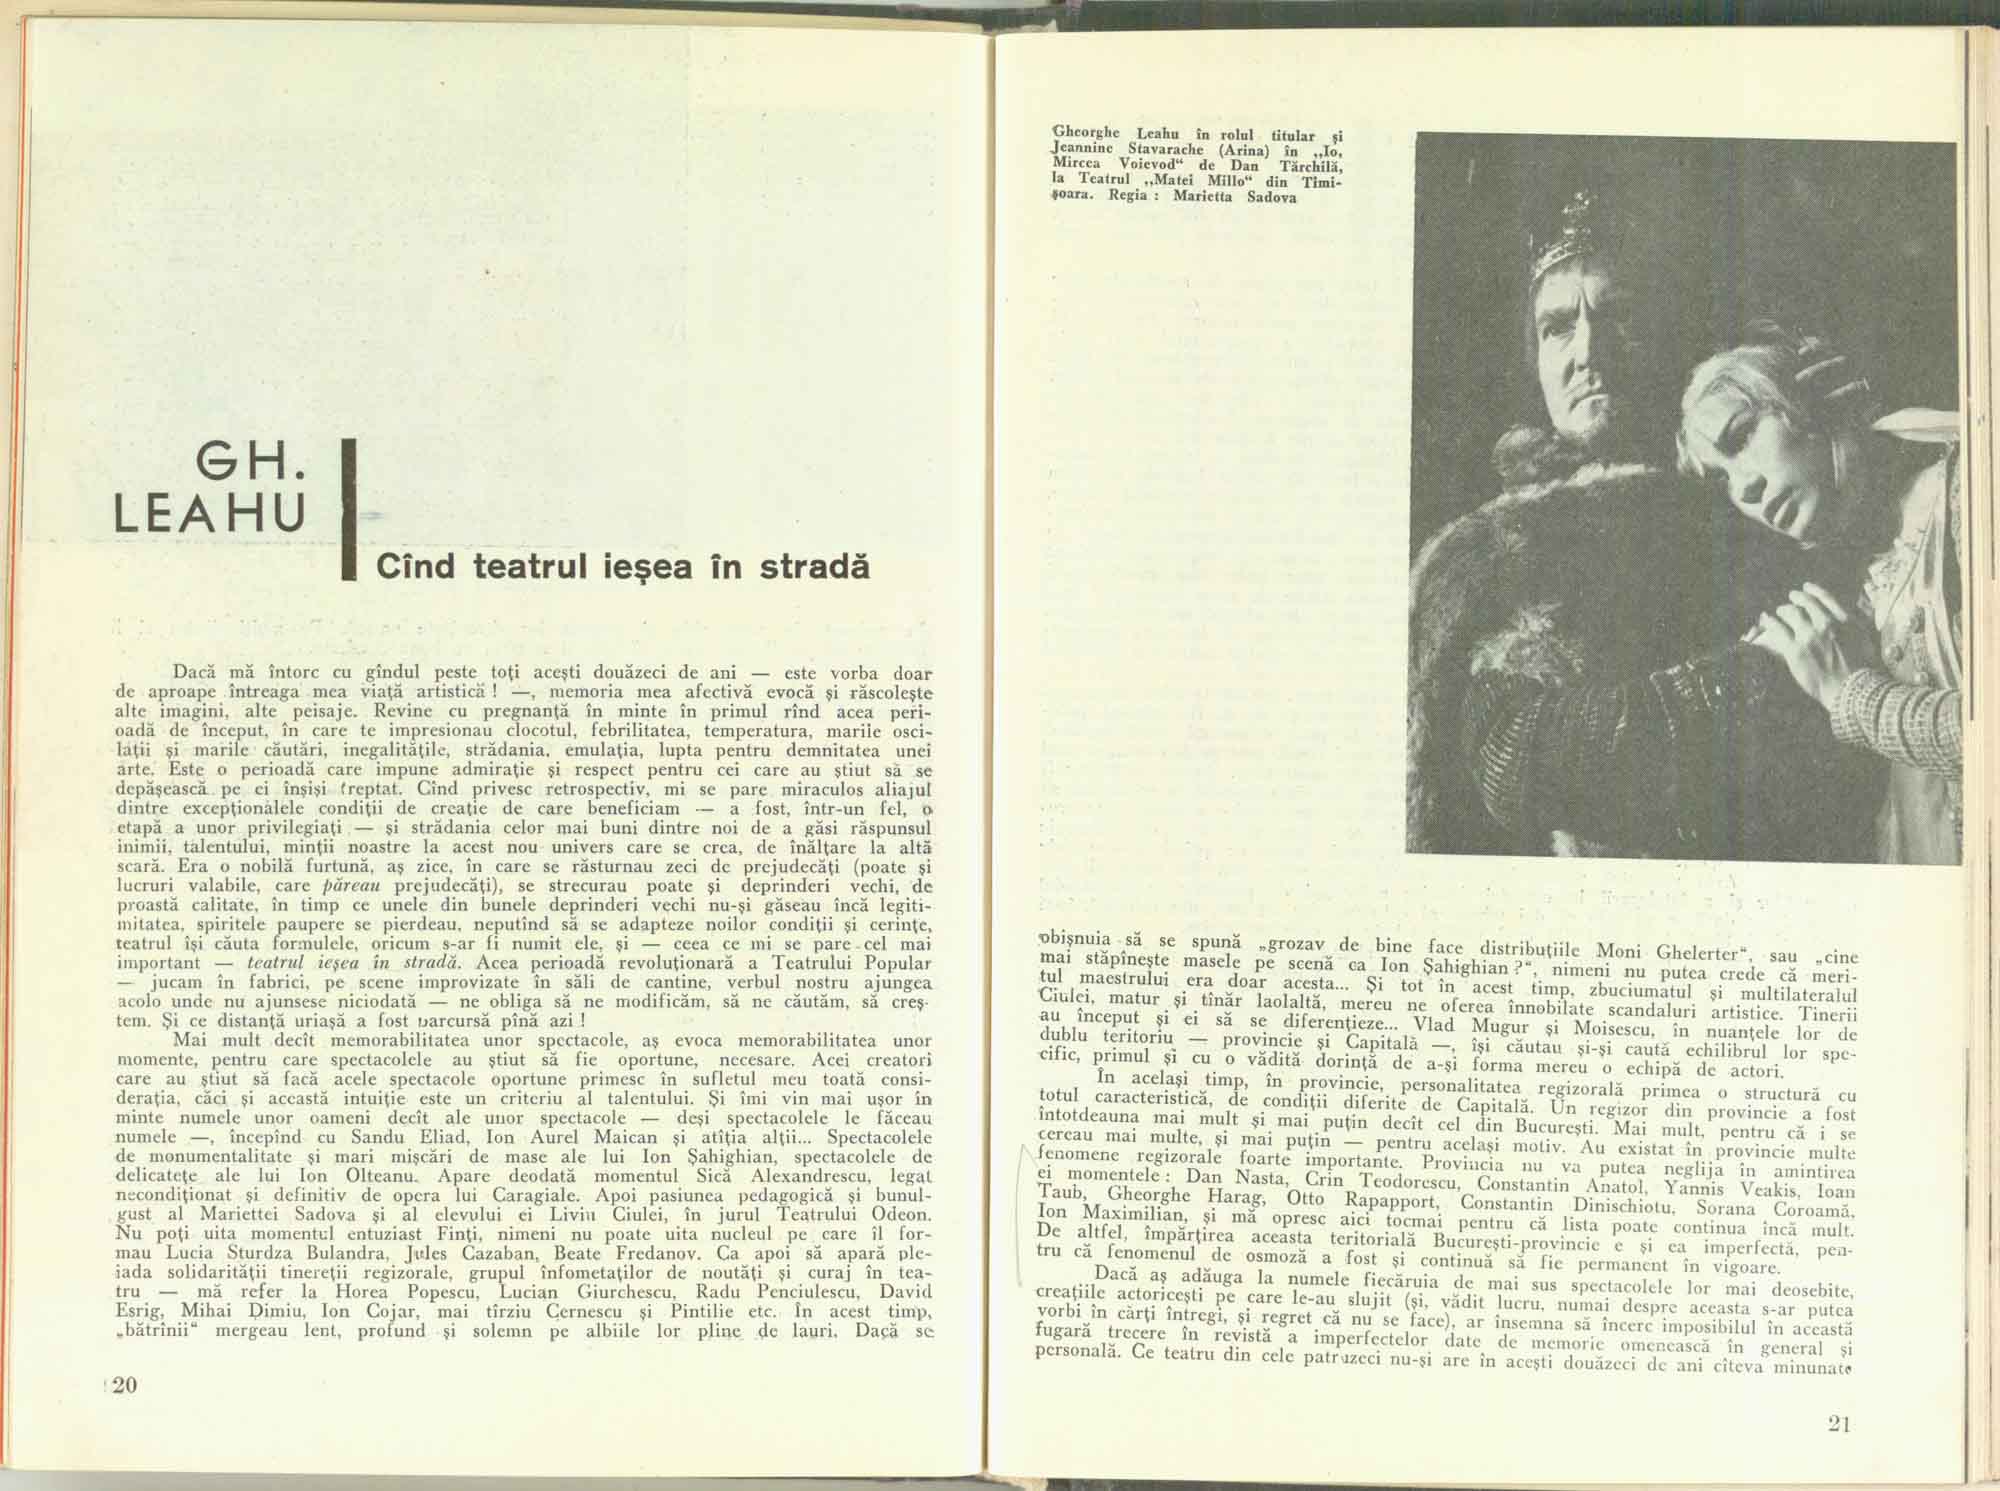 GH.
LEAHU
Cînd teatrul ieşea în stradă
Dacă mă întorc cu gîndul peste toţi aceşti douăzeci de ani — este vorba doar
de aproape întreaga mea viaţă artistică ! —, memoria mea afectivă evocă şi răscoleşte
alte imagini, alte peisaje. Revine cu pregnanţă în minte în primul rînd acea peri-
oadă de început, în care te impresionau clocotul, febrilitatea, temperatura, marile osci-
laţii şi marile căutări, inegalităţile, strădania, emulaţia, lupta pentru demnitatea unei
arte. Este o perioadă care impune admiraţie şi respect pentru cei care au ştiut să se
depăşească pe ei înşişi treptat. Cînd privesc retrospectiv, mi se pare miraculos aliajul
dintre excepţionalele condiţii de creaţie de care beneficiam — a fost, într-un fel, o
etapă a unor privilegiaţi — şi strădania celor mai buni dintre noi de a găsi răspunsul
inimii, talentului, minţii noastre la acest nou univers care se crea, de înălţare la altă
scară. Era o nobilă furtună, aş zice, în care se răsturnau zeci de prejudecăţi (poate şi
lucruri valabile, care păreau prejudecăţi), se strecurau poate şi deprinderi vechi, de
proastă calitate, în timp ce unele din bunele deprinderi vechi nu-şi găseau încă legiti-
mitatea, spiritele paupere se pierdeau, neputînd să se adapteze noilor condiţii şi cerinţe,
teatrul îşi căuta formulele, oricum s-ar fi numit ele, şi — ceea ce mi se pare cel mai
important — teatrul ieşea în stradă. Acea perioadă revoluţionară a Teatrului Popular
— jucam în fabrici, pe scene improvizate în săli de cantine, verbul nostru ajungea
acolo unde nu ajunsese niciodată — ne obliga să ne modificăm, să ne căutăm, să creş-
tem. Şi ce distanţă uriaşă a fost parcursă pînă azi !
Mai mult decît memorabilitatea unor spectacole, aş evoca memorabilitatea unor
momente, pentru care spectacolele au ştiut să fie oportune, necesare. Acei creatori
care au ştiut să facă acele spectacole oportune primesc în sufletul meu toată consi-
deraţia, căci şi această intuiţie este un criteriu al talentului. Şi îmi vin mai uşor în
minte numele unor oameni decît ale unor spectacole — deşi spectacolele le făceau
numele —, începînd cu Sandu Eliad, Ion Aurel Maican şi atîţia alţii... Spectacolele
de monumentalitate şi mari mişcări de mase ale lui Ion Şahighian, spectacolele de
delicateţe ale lui Ion Olteanu. Apare deodată momentul Sică Alexandrescu, legat
necondiţionat şi definitiv de opera lui Caragiale. Apoi pasiunea pedagogică şi bunul-
gust al Mariettei Sadova şi al elevului ei Liviu Ciulei, în jurul Teatrului Odeon.
Nu poţi uita momentul entuziast Finţi, nimeni nu poate uita nucleul pe care îl for-
mau Lucia Sturdza Bulandra, Jules Cazaban, Beate Fredanov. Ca apoi să apară ple-
iada solidarităţii tinereţii regizorale, grupul înfometaţilor de noutăţi şi curaj în tea-
tru — mă refer la Horea Popescu, Lucian Giurchescu, Radu Penciulescu, David
Esrig, Mihai Dimiu, Ion Cojar, mai tîrziu Cernescu şi Pintilie etc. În acest timp,
„bătrînii“ mergeau lent, profund şi solemn pe albiile lor pline de lauri. Dacă se
20
Gheorghe Leahu în rolul titular şi
Jeannine Stavarache (Arina) în „Io,
Mircea Voievod“ de Dan Tărchilă,
la Teatrul „Matei Millo“ din Timi-
şoara. Regia : Marietta Sadova
obişnuia să se spună „grozav de bine face distribuţiile Moni Ghelerter“, sau „cine
mai stăpîneşte masele pe scenă ca Ion Şahighian ?“, nimeni nu putea crede că meri-
tul maestrului era doar acesta... Şi tot în acest timp, zbuciumatul şi multilateralul
Ciulei, matur şi tînăr laolaltă, mereu ne oferea înnobilate scandaluri artistice. Tinerii
au început şi ei să se diferenţieze... Vlad Mugur şi Moisescu, în nuanţele lor de
dublu teritoriu — provincie şi Capitală —, îşi căutau şi-şi caută echilibrul lor spe-
cific, primul şi cu o vădită dorinţă de a-şi forma mereu o echipă de actori.
În acelaşi timp, în provincie, personalitatea regizorală primea o structură cu
totul caracteristică, de condiţii diferite de Capitală. Un regizor din provincie a fost
întotdeauna mai mult şi mai puţin decît cel din Bucureşti. Mai mult, pentru că i se
cereau mai multe, şi mai puţin — pentru acelaşi motiv. Au existat în provincie multe
fenomene regizorale foarte importante. Provincia nu va putea neglija în amintirea
ei momentele : Dan Nasta, Crin Teodorescu, Constantin Anatol, Yannis Veakis, Ioan
Taub, Gheorghe Harag, Otto Rapapport, Constantin Dinischiotu, Sorana Coroamă,
Ion Maximilian, şi mă opresc aici tocmai pentru că lista poate continua încă mult.
De altfel, împărţirea aceasta teritorială Bucureşti-provincie e şi ea imperfectă, pen-
tru că fenomenul de osmoză a fost şi continuă să fie permanent în vigoare.
Dacă aş adăuga la numele fiecăruia de mai sus spectacolele lor mai deosebite,
creaţiile actoriceşti pe care le-au slujit (şi, vădit lucru, numai despre aceasta s-ar putea
vorbi în cărţi întregi, şi regret că nu se face), ar însemna să încerc imposibilul în această
fugară trecere în revistă a imperfectelor date de memorie omenească în general şi
personală. Ce teatru din cele patruzeci nu-şi are în aceşti douăzeci de ani cîteva minunate
21